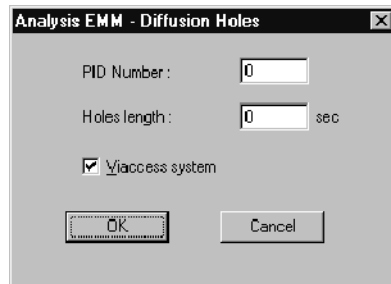 Analysis EMM - Diffusion Holes
PID Number : 0
Holes length : 0 sec
Viaccess system
OK Cancel